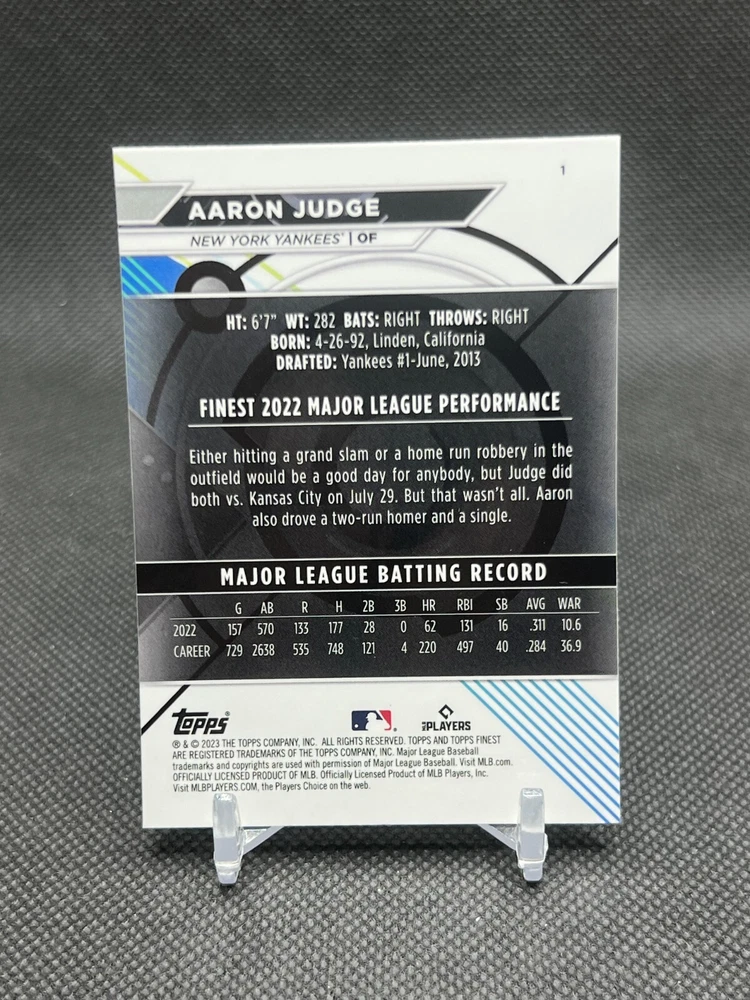 1
AARON JUDGE
NEW YORK YANKEES® | OF
HT: 6'7" WT: 282 BATS: RIGHT THROWS: RIGHT
BORN: 4-26-92, Linden, California
DRAFTED: Yankees #1-June, 2013
FINEST 2022 MAJOR LEAGUE PERFORMANCE
Either hitting a grand slam or a home run robbery in the
outfield would be a good day for anybody, but Judge did
both vs. Kansas City on July 29. But that wasn't all. Aaron
also drove a two-run homer and a single.
MAJOR LEAGUE BATTING RECORD
G AB R H 2B 3B HR RBI SB AVG WAR
2022 157 570 133 177 28 0 62 131 16 .311 10.6
CAREER 729 2638 535 748 121 4 220 497 40 .284 36.9
Topps® MLB PLAYERS
® & © 2023 THE TOPPS COMPANY, INC. ALL RIGHTS RESERVED. TOPPS AND TOPPS FINEST
ARE REGISTERED TRADEMARKS OF THE TOPPS COMPANY, INC. Major League Baseball
trademarks and copyrights are used with permission of Major League Baseball. Visit MLB.com.
OFFICIALLY LICENSED PRODUCT OF MLB. Officially Licensed Product of MLB Players, Inc.
Visit MLBPLAYERS.COM, the Players Choice on the web.